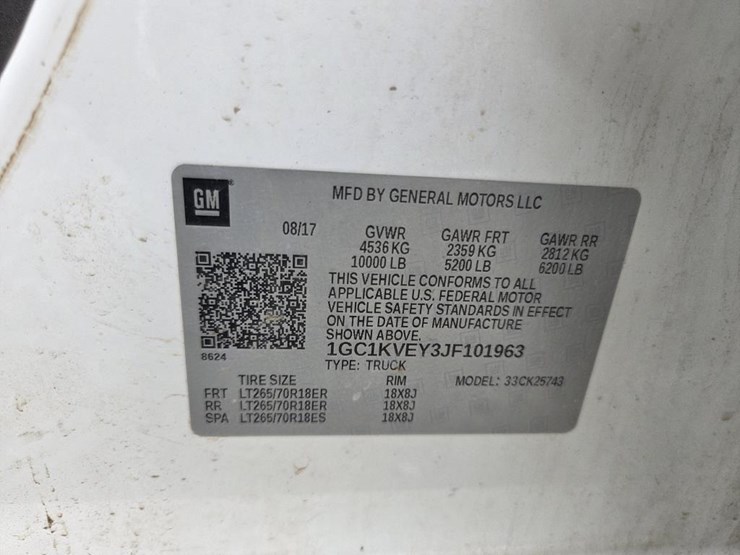 GM
MFD BY GENERAL MOTORS LLC
08/17 GVWR GAWR FRT GAWR RR
4536 KG 2359 KG 2812 KG
10000 LB 5200 LB 6200 LB
THIS VEHICLE CONFORMS TO ALL
APPLICABLE U.S. FEDERAL MOTOR
VEHICLE SAFETY STANDARDS IN EFFECT
ON THE DATE OF MANUFACTURE
SHOWN ABOVE.
8624 1GC1KVEY3JF101963
TYPE: TRUCK
TIRE SIZE RIM MODEL: 33CK25743
FRT LT265/70R18ER 18X8J
RR LT265/70R18ER 18X8J
SPA LT265/70R18ES 18X8J